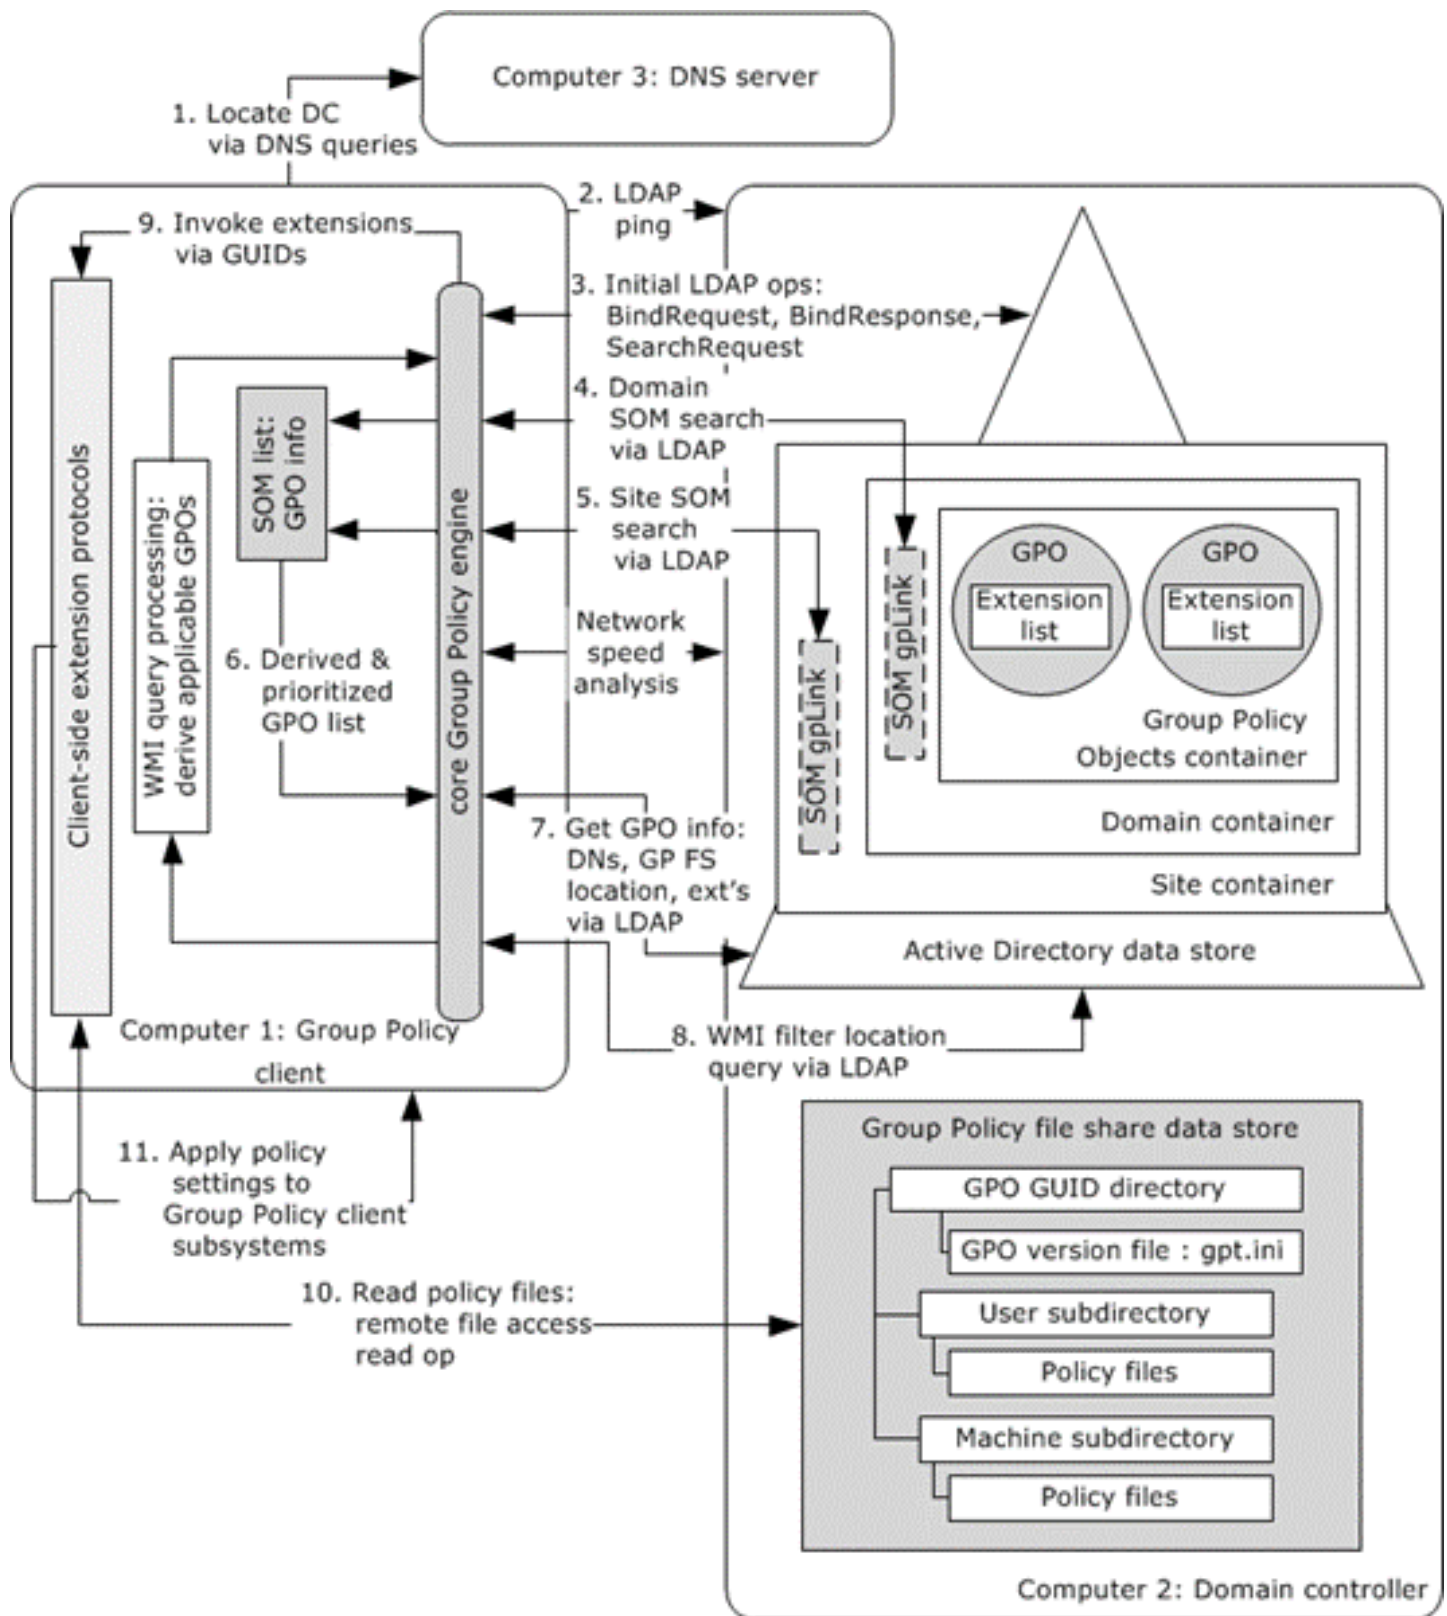 Computer 3: DNS server
1. Locate DC
via DNS queries
2. LDAP
ping
9. Invoke extensions
via GUIDs
3. Initial LDAP ops:
BindRequest, BindResponse,
SearchRequest
4. Domain
SOM search
via LDAP
5. Site SOM
search
via LDAP
Network
speed
analysis
Client-side extension protocols
WMI query processing:
derive applicable GPOs
SOM list:
GPO info
core Group Policy engine
6. Derived &
prioritized
GPO list
7. Get GPO info:
DNs, GP FS
location, ext's
via LDAP
SOM gpLink
SOM gpLink
GPO
Extension
list
GPO
Extension
list
Group Policy
Objects container
Domain container
Site container
Active Directory data store
Computer 1: Group Policy
client
8. WMI filter location
query via LDAP
11. Apply policy
settings to
Group Policy client
subsystems
10. Read policy files:
remote file access
read op
Group Policy file share data store
GPO GUID directory
GPO version file : gpt.ini
User subdirectory
Policy files
Machine subdirectory
Policy files
Computer 2: Domain controller